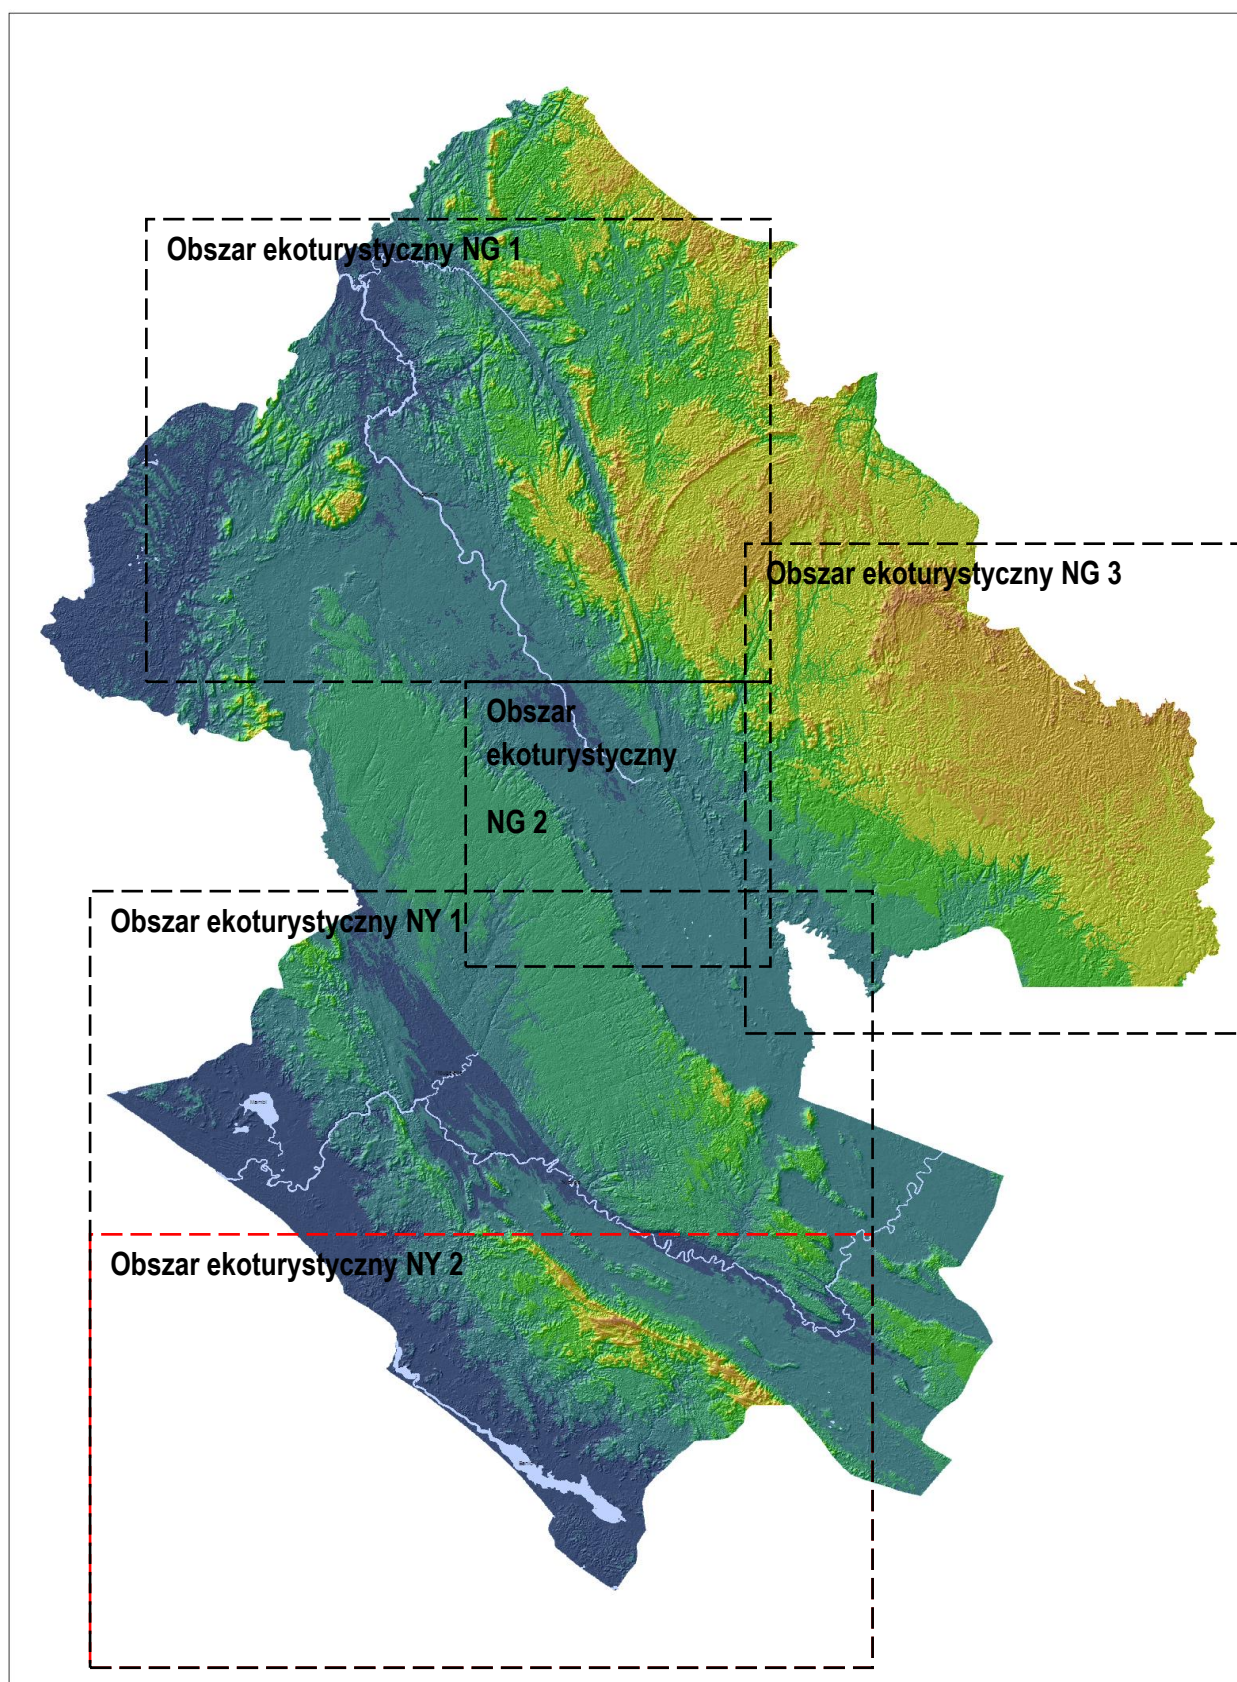 Obszar ekoturystyczny NG 1
Obszar ekoturystyczny NG 3
Obszar
ekoturystyczny
NG 2
Obszar ekoturystyczny NY 1
Obszar ekoturystyczny NY 2